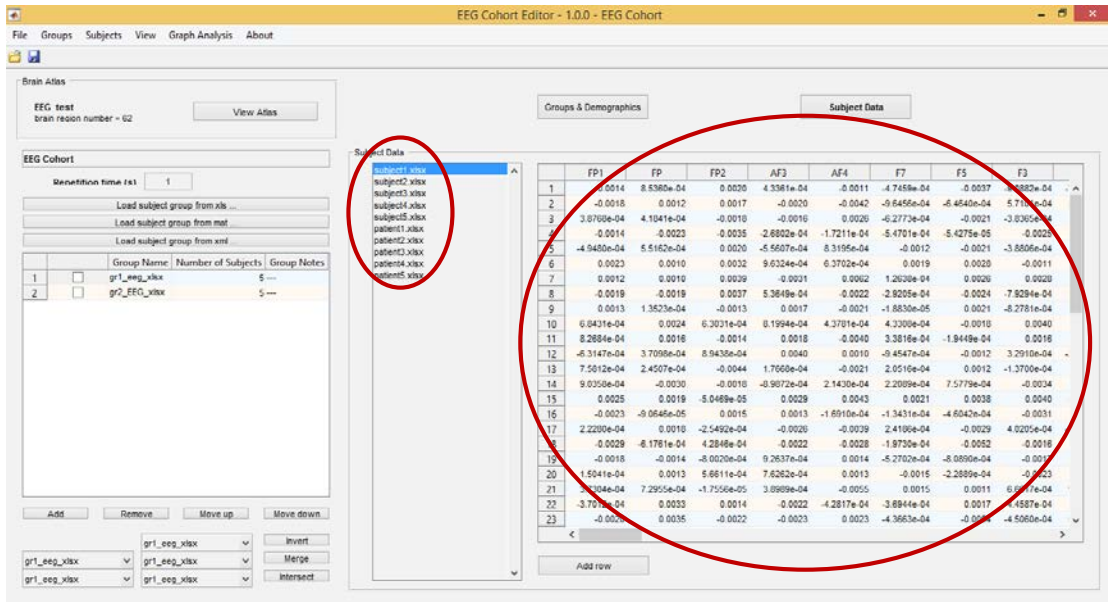 EEG Cohort Editor - 1.0.0 - EEG Cohort
File Groups Subjects View Graph Analysis About
Brain Atlas
EEG test
brain region number = 62
View Atlas
Groups & Demographics
Subject Data
EEG Cohort
Repetition time (s) 1
Load subject group from xls ...
Load subject group from mat ...
Load subject group from xml ...
Group Name Number of Subjects Group Notes
1 gr1_eeg_xlsx 5 ---
2 gr2_EEG_xlsx 5 ---
Add Remove Move up Move down
gr1_eeg_xlsx Invert
gr1_eeg_xlsx gr1_eeg_xlsx Merge
gr1_eeg_xlsx gr1_eeg_xlsx Intersect
Subject Data
subject1.xlsx
subject2.xlsx
subject3.xlsx
subject4.xlsx
subject5.xlsx
patient1.xlsx
patient2.xlsx
patient3.xlsx
patient4.xlsx
patient5.xlsx
FP1 FP FP2 AF3 AF4 F7 F5 F3
1 0.0014 8.5360e-04 0.0020 4.3361e-04 -0.0011 -4.7459e-04 -0.0037
2 -0.0018 0.0012 0.0017 -0.0020 -0.0042 -9.6456e-04 -6.4640e-04
3 3.8768e-04 4.1841e-04 -0.0018 -0.0016 0.0026 -6.2773e-04 -0.0021 -3.8365e-04
-0.0014 -0.0023 -0.0035 -2.6802e-04 -1.7211e-04 -5.4701e-04 -5.4275e-05 -0.0025
5 -4.9480e-04 5.5162e-04 0.0020 -5.5607e-04 8.3195e-04 -0.0012 -0.0021 -3.8806e-04
6 0.0023 0.0010 0.0032 9.6324e-04 6.3702e-04 0.0019 0.0028 -0.0011
7 0.0012 0.0010 0.0039 -0.0031 0.0062 1.2638e-04 0.0026 0.0028
8 -0.0019 -0.0019 0.0037 5.3649e-04 -0.0022 -2.9205e-04 -0.0024 -7.9294e-04
9 0.0013 1.3523e-04 -0.0013 0.0017 -0.0021 -1.8830e-05 0.0021 -8.2781e-04
10 6.8431e-04 0.0024 6.3031e-04 8.1994e-04 4.3781e-04 4.3308e-04 -0.0018 0.0040
11 8.2684e-04 0.0016 -0.0014 0.0018 -0.0040 3.3816e-04 -1.9449e-04 0.0016
12 -6.3147e-04 3.7098e-04 8.9438e-04 0.0040 0.0010 -9.4547e-04 -0.0012 3.2910e-04
13 7.5812e-04 2.4507e-04 -0.0044 1.7668e-04 -0.0021 2.0516e-04 0.0012 -1.3700e-04
14 9.0358e-04 -0.0030 -0.0018 -8.9872e-04 2.1430e-04 2.2089e-04 7.5779e-04 -0.0034
15 0.0025 0.0019 -5.0469e-05 0.0029 0.0043 0.0021 0.0038 0.0040
16 -0.0023 -9.0646e-05 0.0015 0.0013 -1.6910e-04 -1.3431e-04 -4.6042e-04 -0.0031
17 2.2280e-04 0.0018 -2.5492e-04 -0.0026 -0.0039 2.4186e-04 -0.0029 4.0205e-04
-0.0029 -6.1761e-04 4.2846e-04 -0.0022 -0.0028 -1.9730e-04 -0.0052 -0.0016
19 -0.0018 -0.0014 -8.0020e-04 9.2637e-04 0.0014 -5.2702e-04 -8.0890e-04
20 1.5041e-04 0.0013 5.6611e-04 7.6262e-04 0.0013 -0.0015 -2.2889e-04
21 7.2955e-04 -1.7556e-05 3.8989e-04 -0.0055 0.0015 0.0011
22 0.0033 0.0014 -0.0022 -4.2817e-04 -3.6944e-04 0.0017 4.4587e-04
23 0.0035 -0.0022 -0.0023 0.0023 -4.3663e-04 -4.5060e-04
Add row